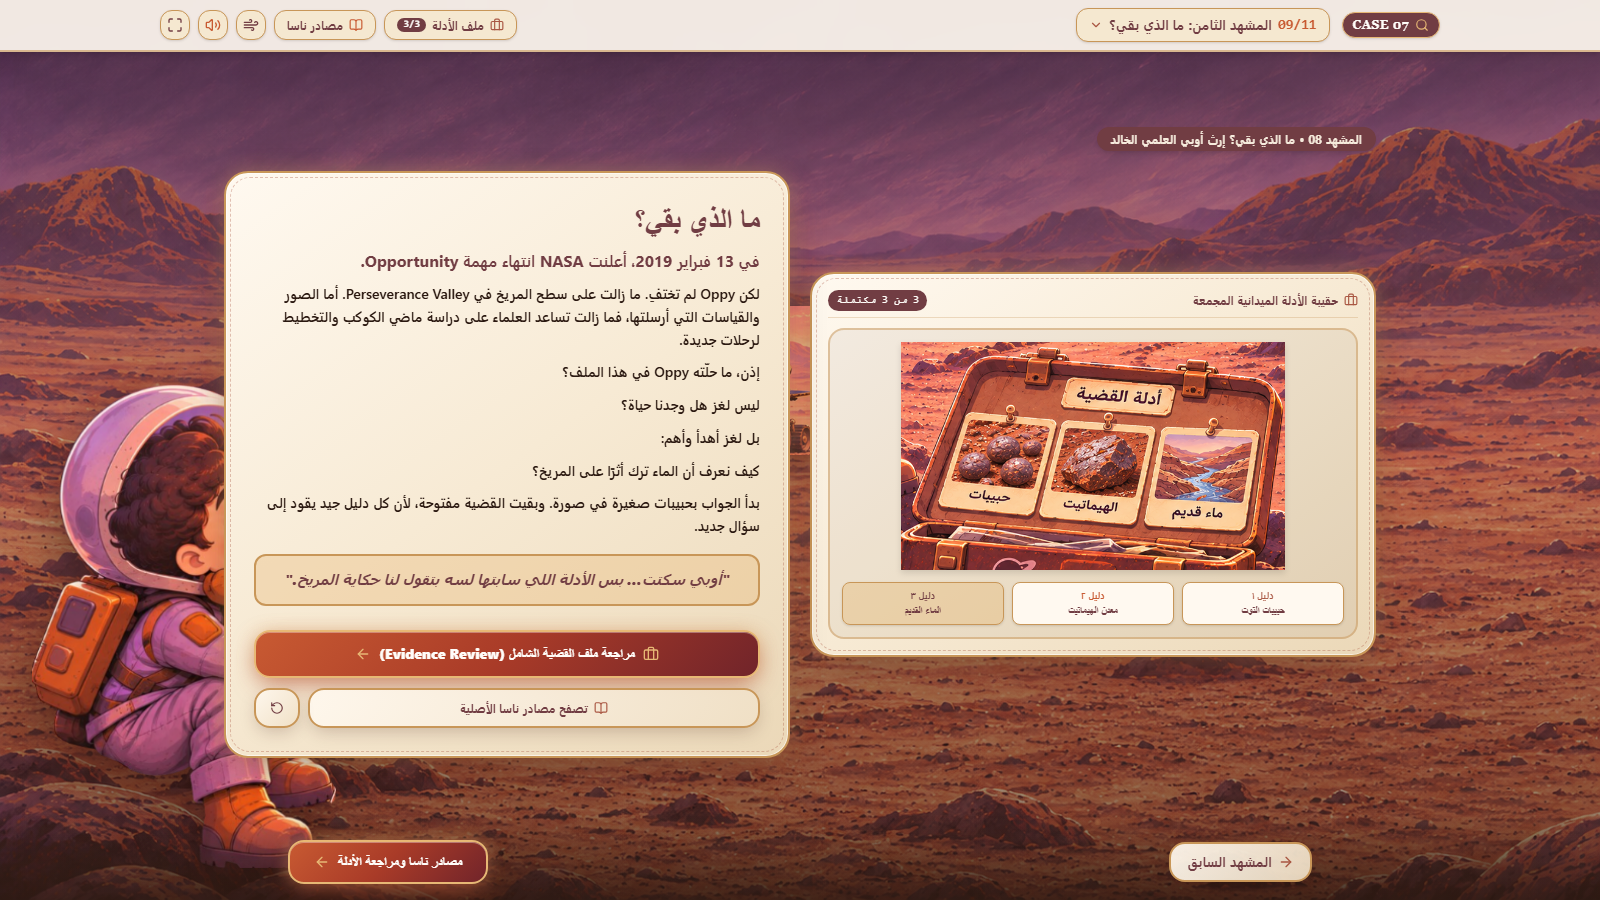 CASE 07
09/11 المشهد الثامن: ما الذي بقي؟
ملف الأدلة 3/3
مصادر ناسا
المشهد 08 • ما الذي بقي؟ إرث أوبي العلمي الخالد
حقيبة الأدلة الميدانية المجمعة
3 من 3 مكتملة
أدلة القضية
ماء قديم
الهيماتيت
حبيبات
دليل ١
حبيبات التوت
دليل ٢
معدن الهيماتيت
دليل ٣
الماء القديم
ما الذي بقي؟
في 13 فبراير 2019، أعلنت NASA انتهاء مهمة Opportunity.
لكن Oppy لم تختفِ. ما زالت على سطح المريخ في Perseverance Valley. أما الصور
والقياسات التي أرسلتها، فما زالت تساعد العلماء على دراسة ماضي الكوكب والتخطيط
لرحلات جديدة.
إذن، ما حلّته Oppy في هذا الملف؟
ليس لغز هل وجدنا حياة؟
بل لغز أهدأ وأهم:
كيف نعرف أن الماء ترك أثرًا على المريخ؟
بدأ الجواب بحبيبات صغيرة في صورة. وبقيت القضية مفتوحة، لأن كل دليل جيد يقود إلى
سؤال جديد.
"أوبي سكتت... بس الأدلة اللي سابتها لسه بتقول لنا حكاية المريخ."
مراجعة ملف القضية الشامل (Evidence Review)
تصفح مصادر ناسا الأصلية
المشهد السابق
مصادر ناسا ومراجعة الأدلة